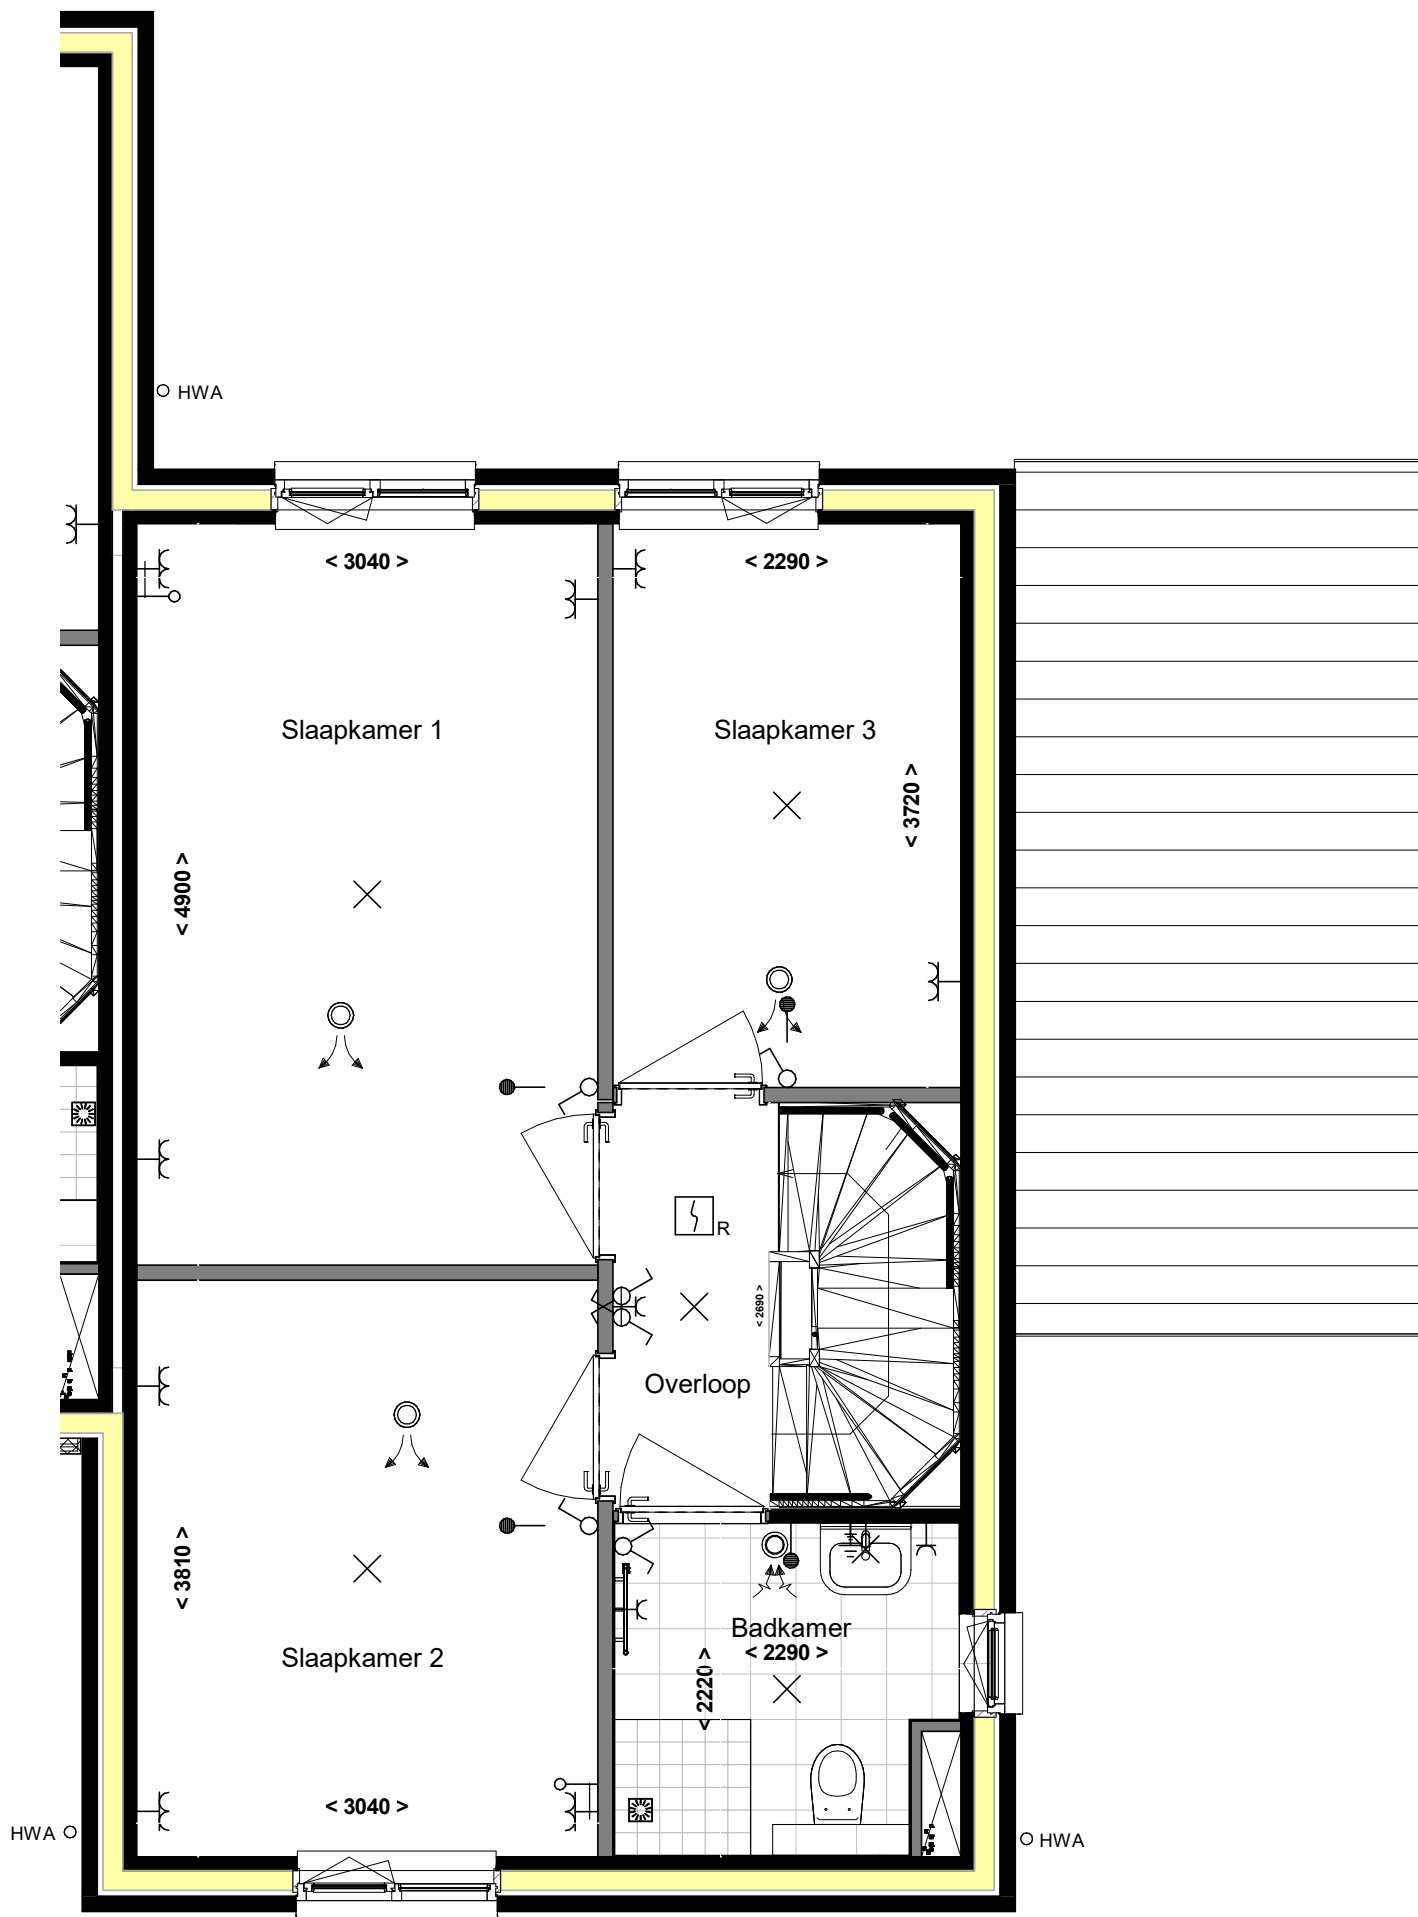 HWA
< 3040 >
< 2290 >
Slaapkamer 1
Slaapkamer 3
< 3720 >
< 4900 >
R
< 2690 >
Overloop
< 3810 >
Badkamer
< 2290 >
Slaapkamer 2
< 2220 >
< 3040 >
HWA
HWA